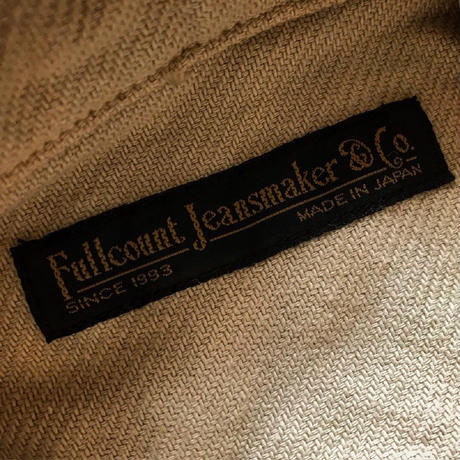 Fullcount Jeansmaker & Co.
SINCE 1993 MADE IN JAPAN